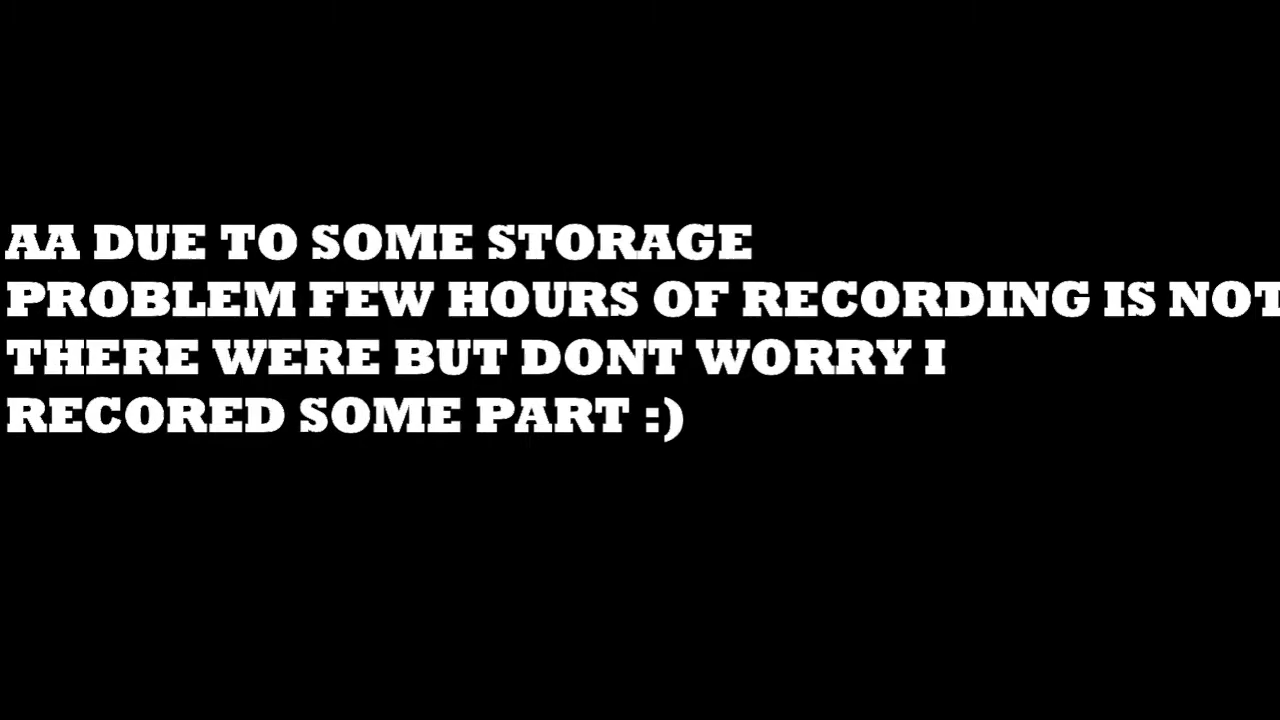 AA DUE TO SOME STORAGE
PROBLEM FEW HOURS OF RECORDING IS NOT
THERE WERE BUT DONT WORRY I
RECORED SOME PART :)